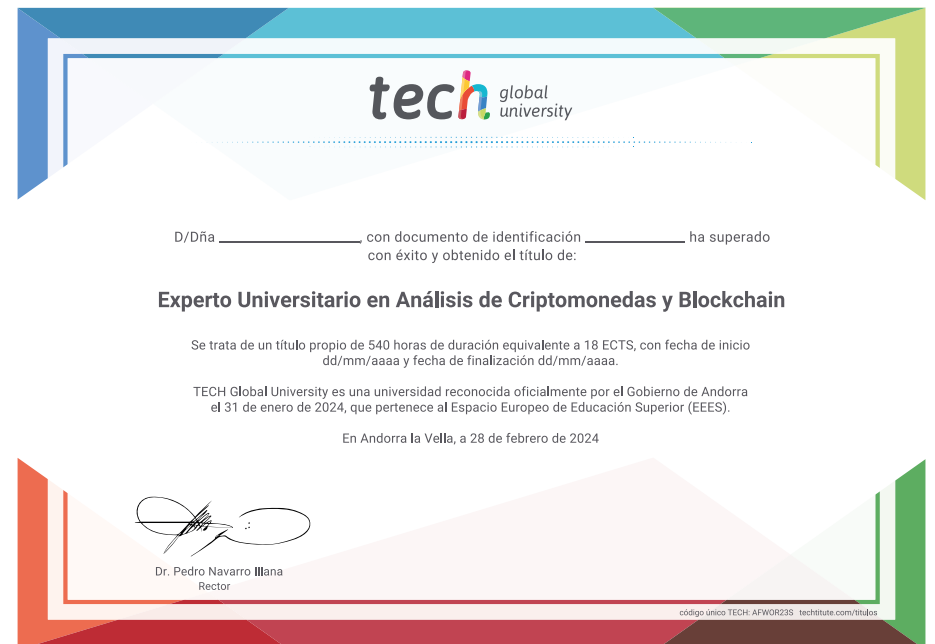 tech global university
D/Dña ______________, con documento de identificación __________ ha superado
con éxito y obtenido el título de:
Experto Universitario en Análisis de Criptomonedas y Blockchain
Se trata de un título propio de 540 horas de duración equivalente a 18 ECTS, con fecha de inicio
dd/mm/aaaa y fecha de finalización dd/mm/aaaa.
TECH Global University es una universidad reconocida oficialmente por el Gobierno de Andorra
el 31 de enero de 2024, que pertenece al Espacio Europeo de Educación Superior (EEES).
En Andorra la Vella, a 28 de febrero de 2024
Dr. Pedro Navarro Illana
Rector
código único TECH: AFWOR23S techtitute.com/titulos